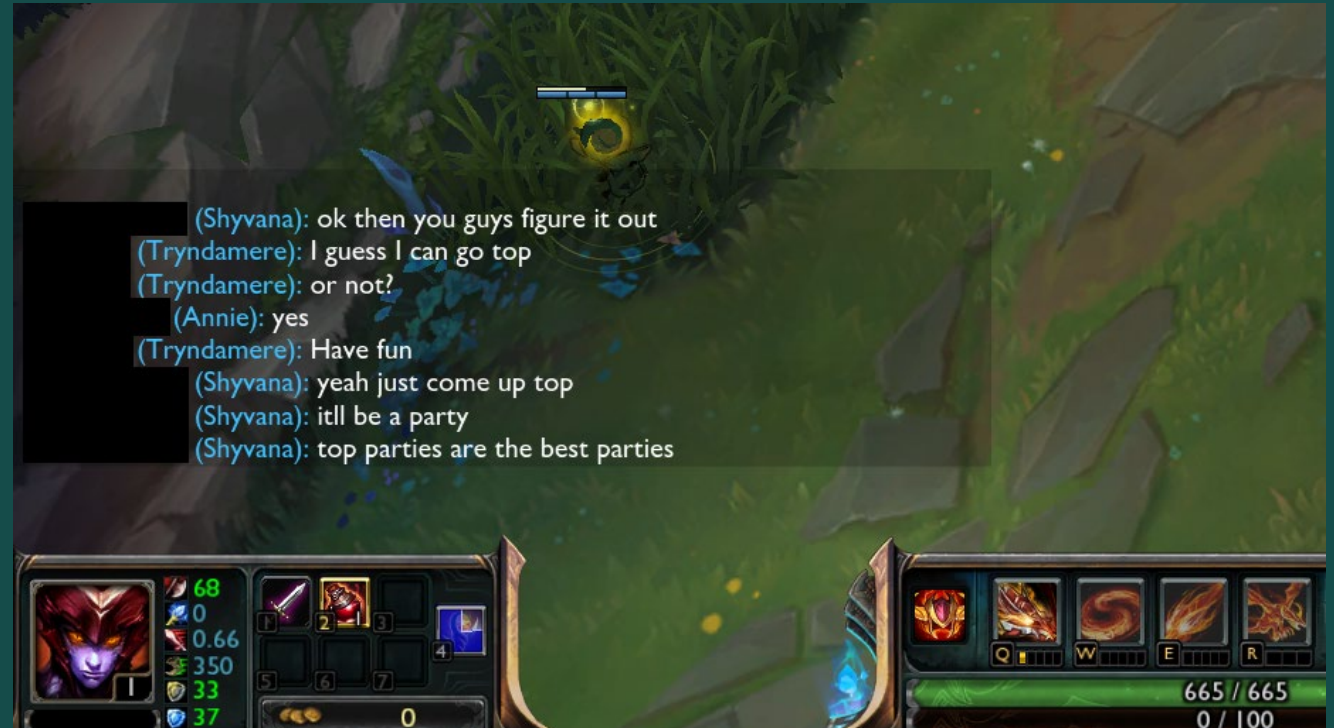 (Shyvana): ok then you guys figure it out
(Tryndamere): I guess I can go top
(Tryndamere): or not?
(Annie): yes
(Tryndamere): Have fun
(Shyvana): yeah just come up top
(Shyvana): itll be a party
(Shyvana): top parties are the best parties
68
0
0.66
350
33
37
1
1 2 3
4
5 6 7
0
Q W E R
665 / 665
0 / 100